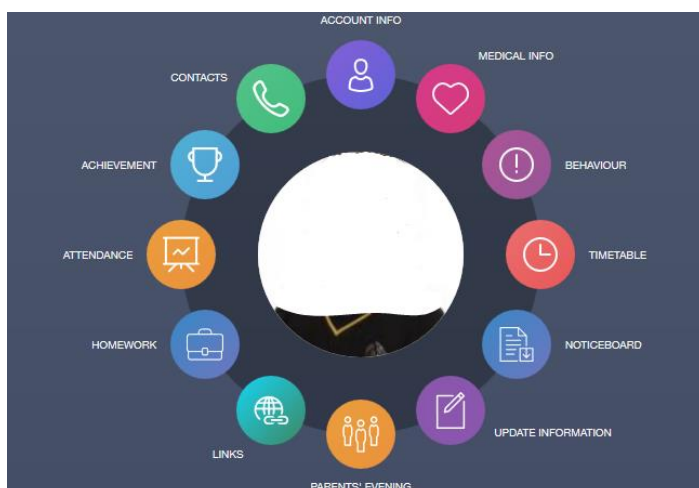 ACCOUNT INFO
MEDICAL INFO
CONTACTS
ACHIEVEMENT
BEHAVIOUR
ATTENDANCE
TIMETABLE
HOMEWORK
NOTICEBOARD
UPDATE INFORMATION
LINKS
PARENTS' EVENING